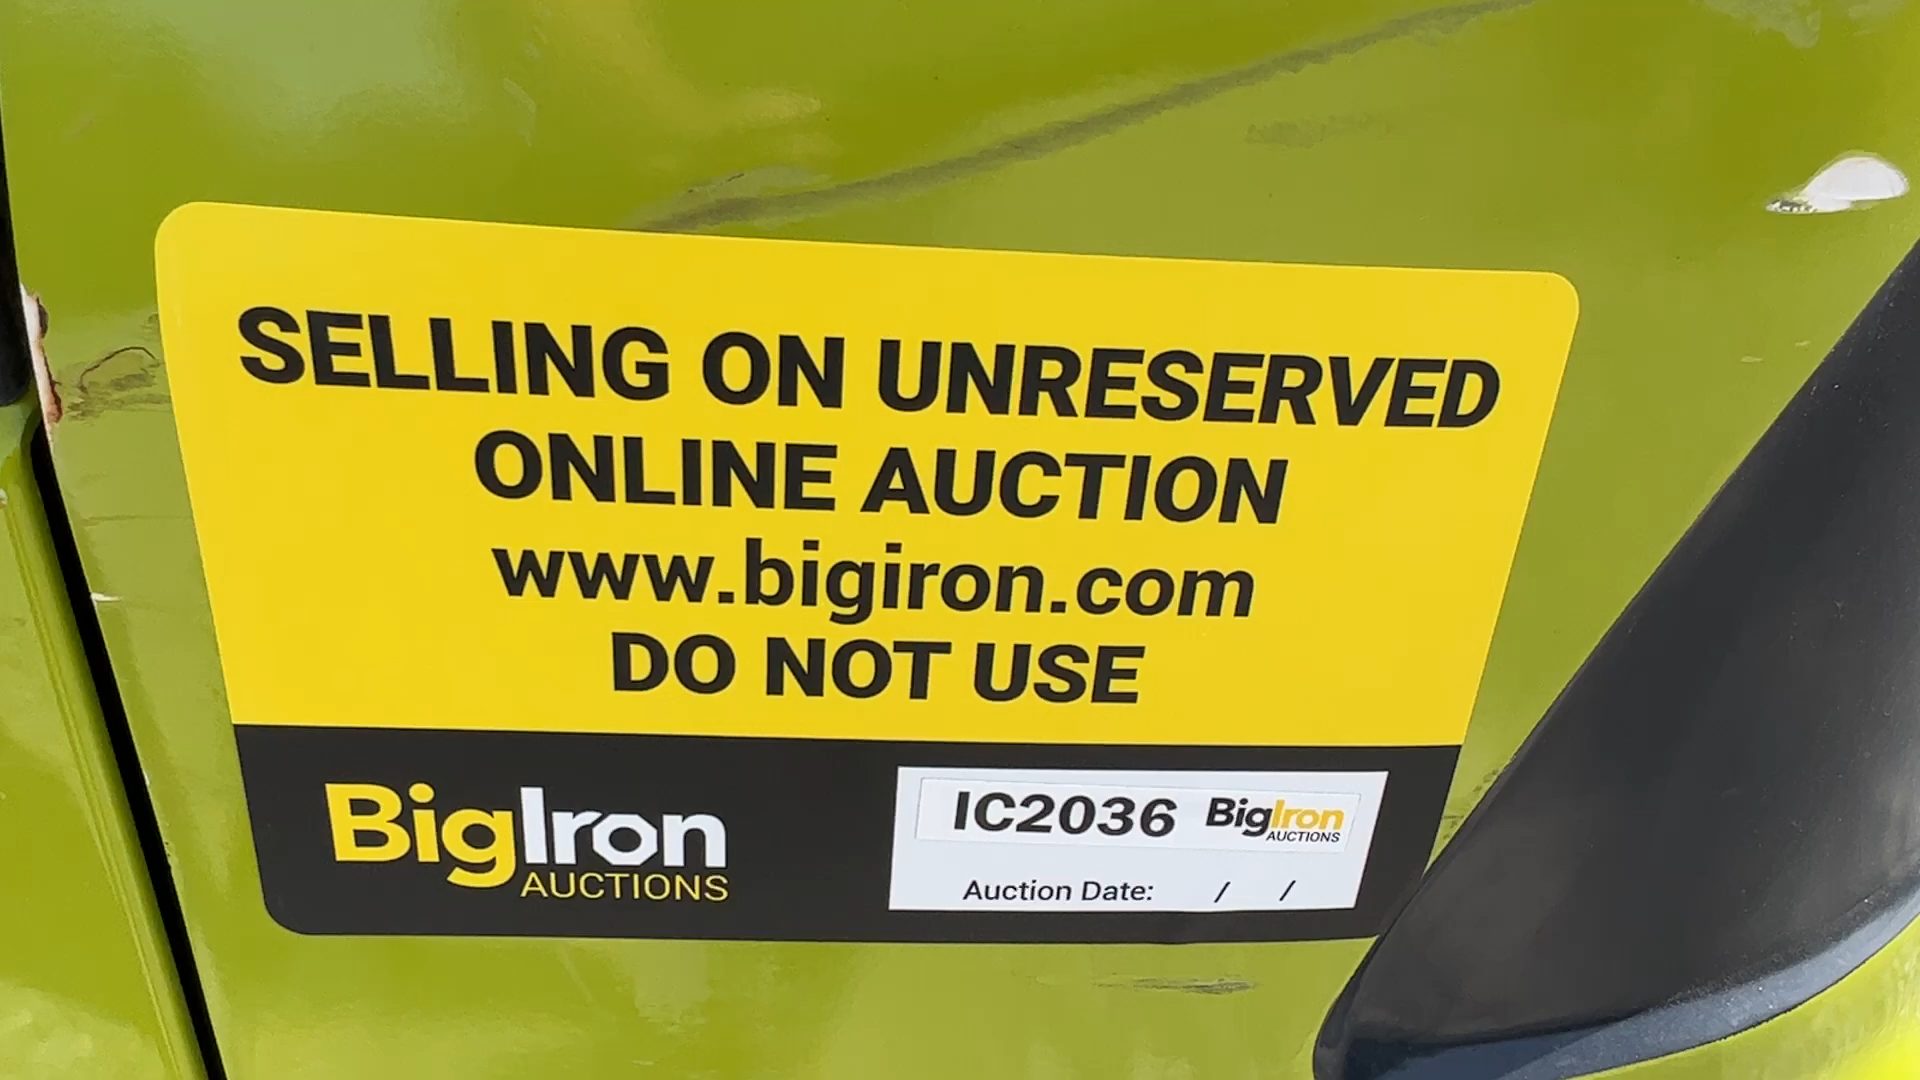 SELLING ON UNRESERVED
ONLINE AUCTION
www.bigiron.com
DO NOT USE
BigIron
AUCTIONS
IC2036 BigIron
AUCTIONS
Auction Date: / /